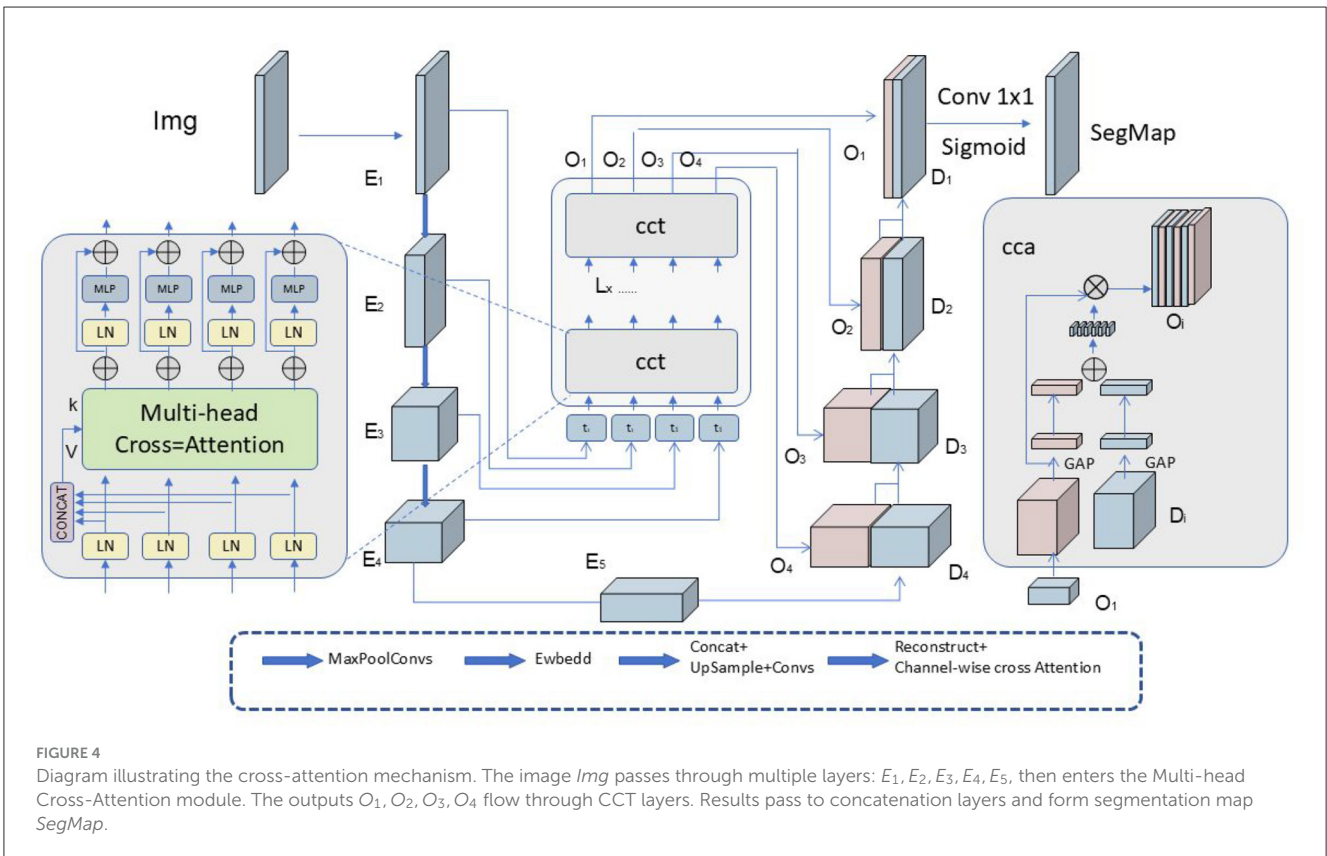 Img
E1
E2
E3
E4
E5
MLP
MLP
MLP
MLP
LN
LN
LN
LN
k
V
Multi-head
Cross=Attention
CONCAT
LN
LN
LN
LN
O1
O2
O3
O4
cct
Lx ......
cct
O1
D1
Conv 1x1
Sigmoid
SegMap
O2
D2
O3
D3
O4
D4
cca
Oi
GAP
GAP
Di
O1
MaxPoolConvs
Ewbedd
Concat+
UpSample+Convs
Reconstruct+
Channel-wise cross Attention
FIGURE 4
Diagram illustrating the cross-attention mechanism. The image Img passes through multiple layers: E1, E2, E3, E4, E5, then enters the Multi-head
Cross-Attention module. The outputs O1, O2, O3, O4 flow through CCT layers. Results pass to concatenation layers and form segmentation map
SegMap.